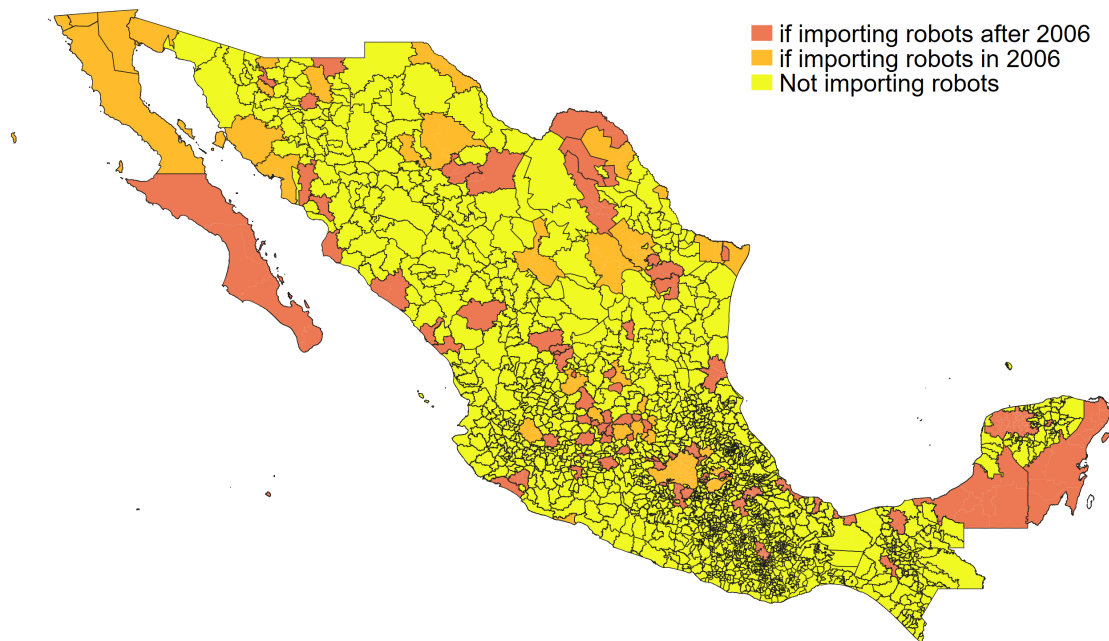 if importing robots after 2006
if importing robots in 2006
Not importing robots